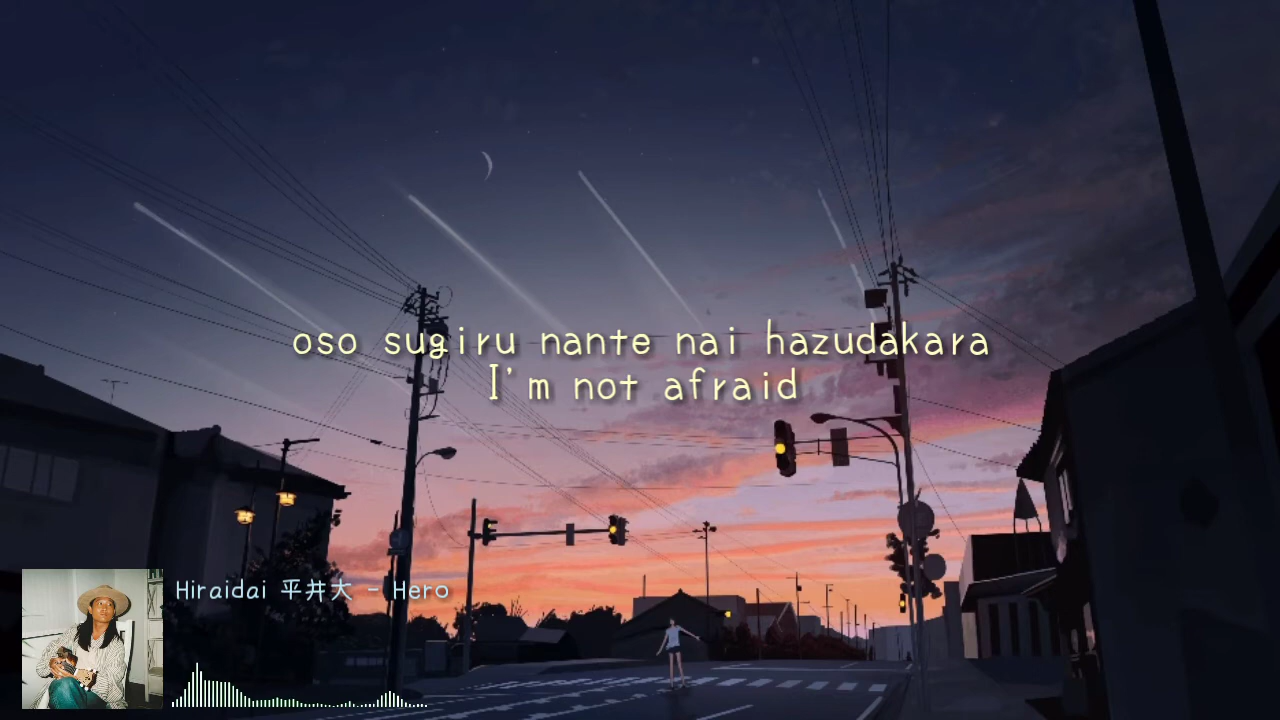 oso sugiru nante nai hazudakara
I'm not afraid
Hiraidai 平井大 - Hero